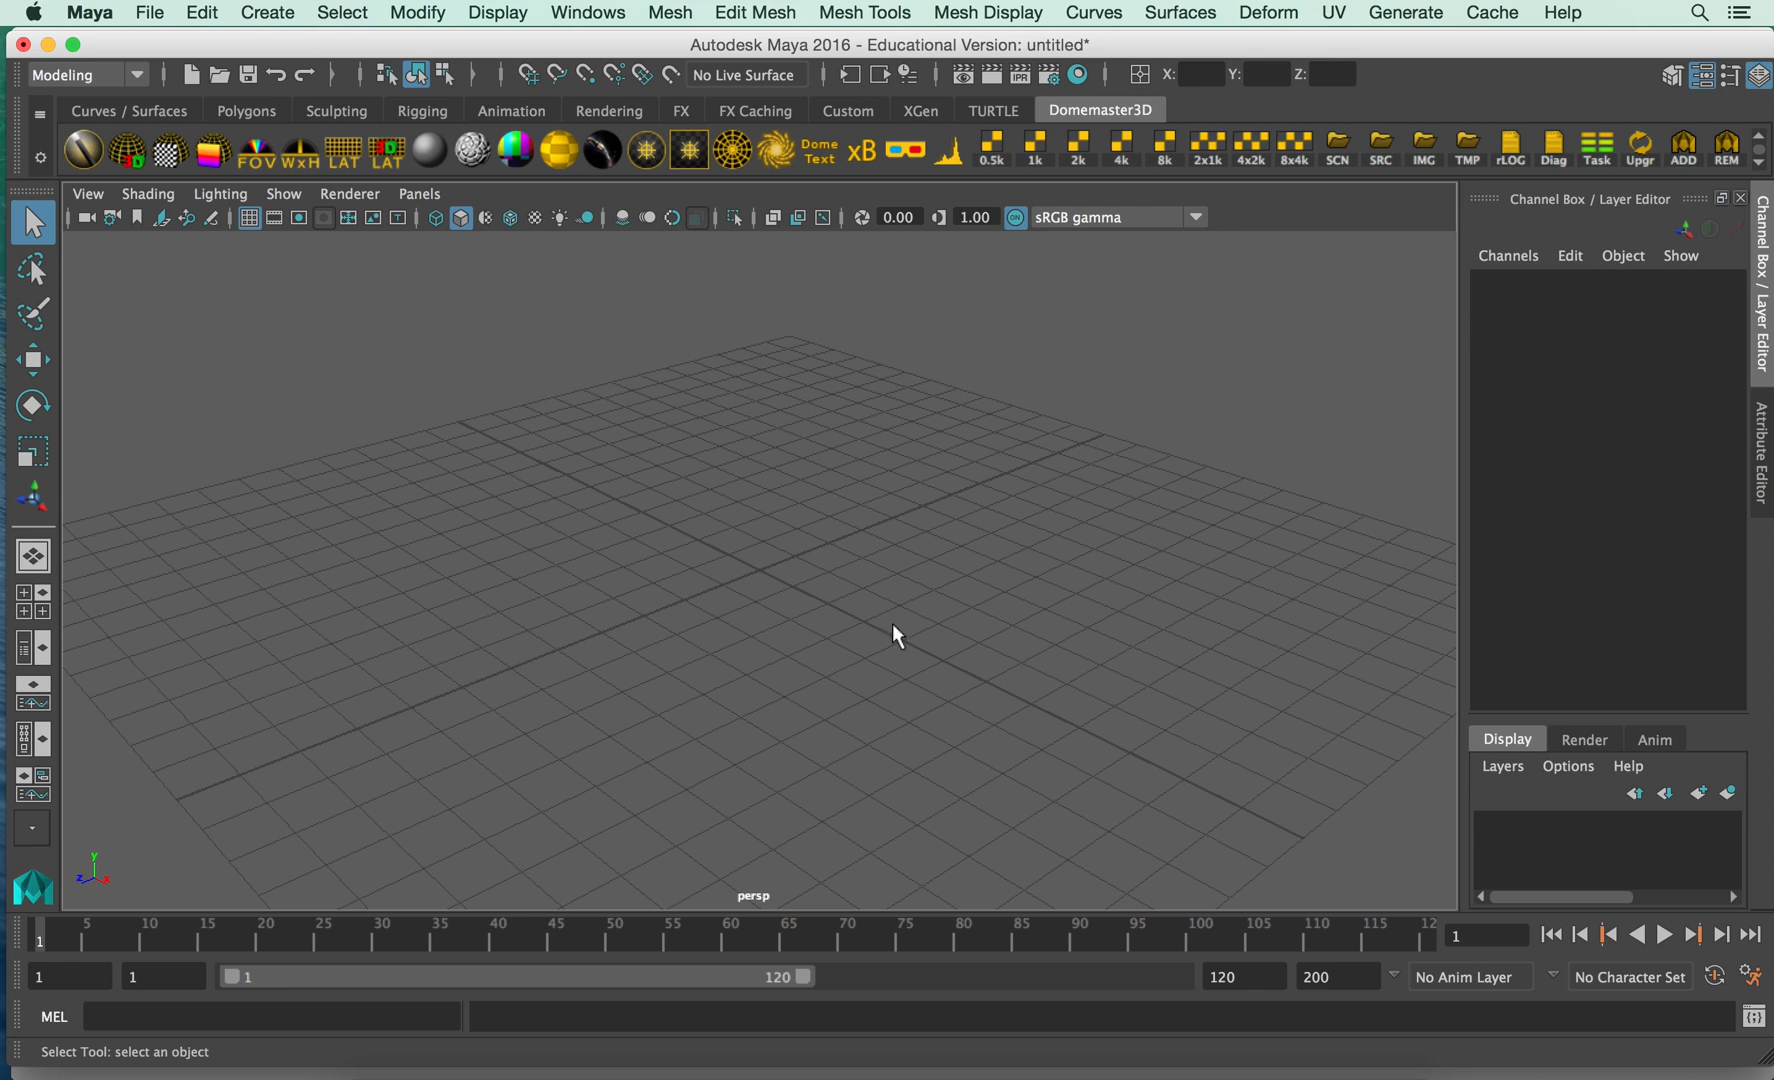 Maya File Edit Create Select Modify Display Windows Mesh Edit Mesh Mesh Tools Mesh Display Curves Surfaces Deform UV Generate Cache Help
Autodesk Maya 2016 - Educational Version: untitled*
Modeling No Live Surface X: Y: Z:
Curves / Surfaces Polygons Sculpting Rigging Animation Rendering FX FX Caching Custom XGen TURTLE Domemaster3D
3D FOV WxH LAT 3D LAT Dome Text xB 0.5k 1k 2k 4k 8k 2x1k 4x2k 8x4k SCN SRC IMG TMP rLOG Diag Task Upgr ADD REM
View Shading Lighting Show Renderer Panels
0.00 1.00 ON sRGB gamma
Channel Box / Layer Editor
Channels Edit Object Show
Channel Box / Layer Editor
Attribute Editor
Display Render Anim
Layers Options Help
y
z x
persp
1 5 10 15 20 25 30 35 40 45 50 55 60 65 70 75 80 85 90 95 100 105 110 115 12 1
1 1 1 120 120 200 No Anim Layer No Character Set
MEL
Select Tool: select an object